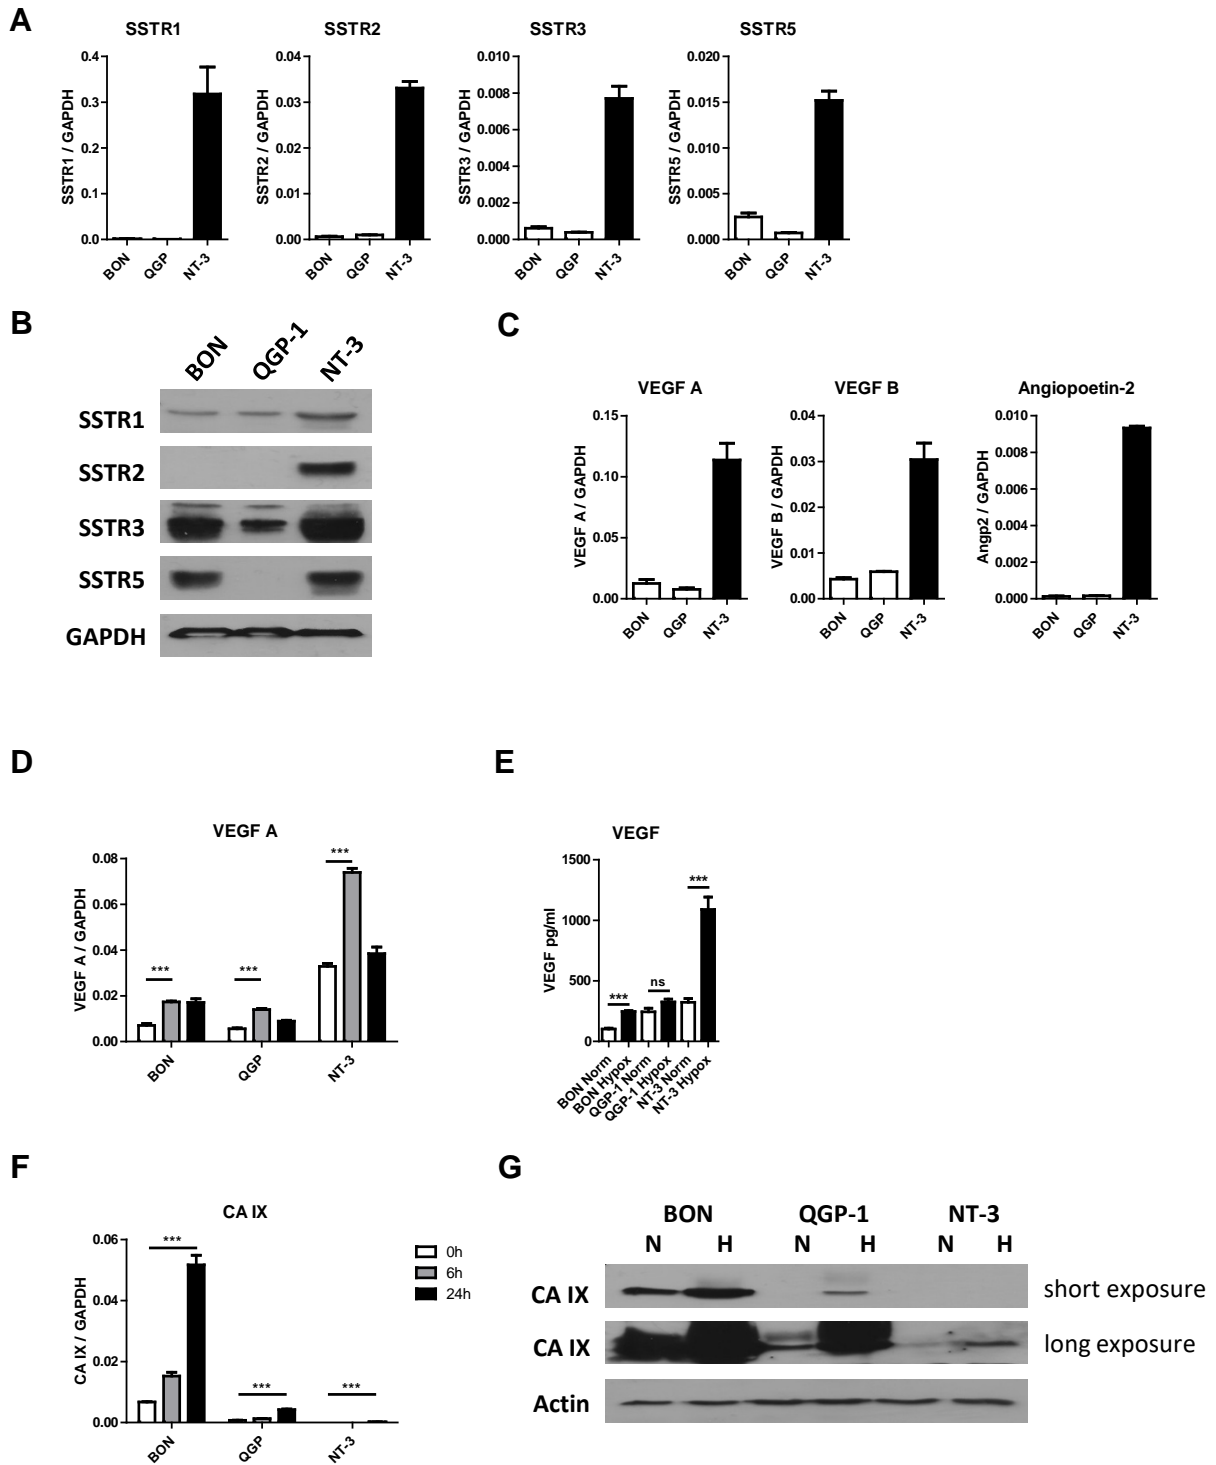 A
SSTR1
SSTR2
SSTR3
SSTR5
SSTR1 / GAPDH
0.4
0.3
0.2
0.1
0.0
BON
QGP
NT-3
SSTR2 / GAPDH
0.04
0.03
0.02
0.01
0.00
BON
QGP
NT-3
SSTR3 / GAPDH
0.010
0.008
0.006
0.004
0.002
0.000
BON
QGP
NT-3
SSTR5 / GAPDH
0.020
0.015
0.010
0.005
0.000
BON
QGP
NT-3
B
BON
QGP-1
NT-3
SSTR1
SSTR2
SSTR3
SSTR5
GAPDH
C
VEGF A
VEGF A / GAPDH
0.15
0.10
0.05
0.00
BON
QGP
NT-3
VEGF B
VEGF B / GAPDH
0.04
0.03
0.02
0.01
0.00
BON
QGP
NT-3
Angiopoetin-2
Angp2 / GAPDH
0.010
0.008
0.006
0.004
0.002
0.000
BON
QGP
NT-3
D
VEGF A
VEGF A / GAPDH
0.08
0.06
0.04
0.02
0.00
***
***
***
BON
QGP
NT-3
E
VEGF
VEGF pg/ml
1500
1000
500
0
***
ns
***
BON Norm
BON Hypox
QGP-1 Norm
QGP-1 Hypox
NT-3 Norm
NT-3 Hypox
F
CA IX
CA IX / GAPDH
0.06
0.04
0.02
0.00
***
***
***
BON
QGP
NT-3
0h
6h
24h
G
BON QGP-1 NT-3
N H N H N H
CA IX short exposure
CA IX long exposure
Actin